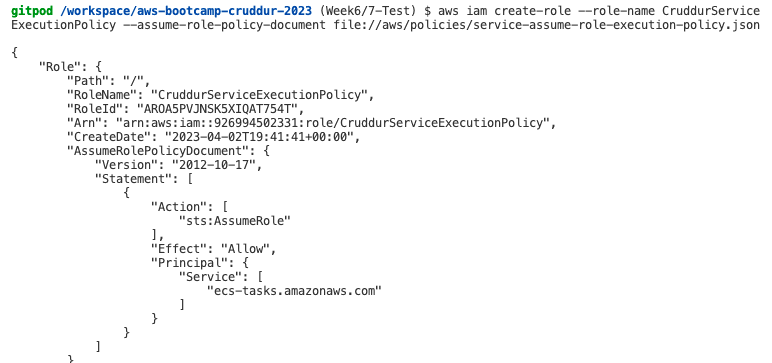 gitpod /workspace/aws-bootcamp-cruddur-2023 (Week6/7-Test) $ aws iam create-role --role-name CruddurService
ExecutionPolicy --assume-role-policy-document file://aws/policies/service-assume-role-execution-policy.json
{
    "Role": {
        "Path": "/",
        "RoleName": "CruddurServiceExecutionPolicy",
        "RoleId": "AROA5PVJNSK5XIQAT754T",
        "Arn": "arn:aws:iam::926994502331:role/CruddurServiceExecutionPolicy",
        "CreateDate": "2023-04-02T19:41:41+00:00",
        "AssumeRolePolicyDocument": {
            "Version": "2012-10-17",
            "Statement": [
                {
                    "Action": [
                        "sts:AssumeRole"
                    ],
                    "Effect": "Allow",
                    "Principal": {
                        "Service": [
                            "ecs-tasks.amazonaws.com"
                        ]
                    }
                }
            ]
        }